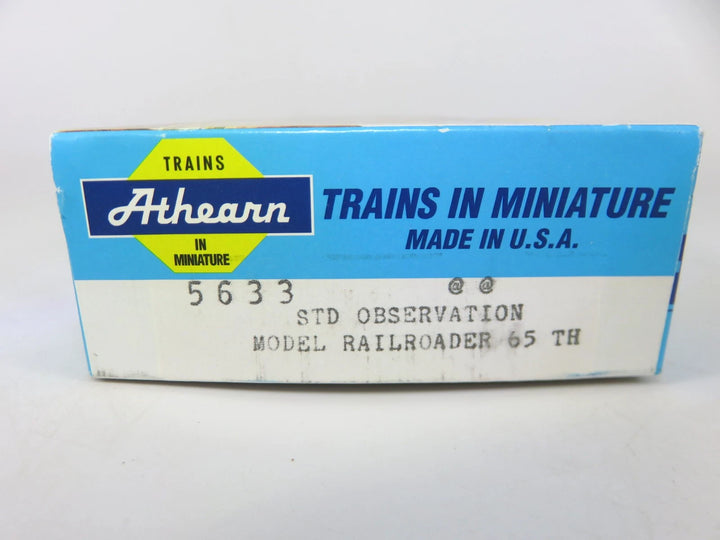 TRAINS
Athearn
IN
MINIATURE
TRAINS IN MINIATURE
MADE IN U.S.A.
5633 @ @
STD OBSERVATION
MODEL RAILROADER 65 TH